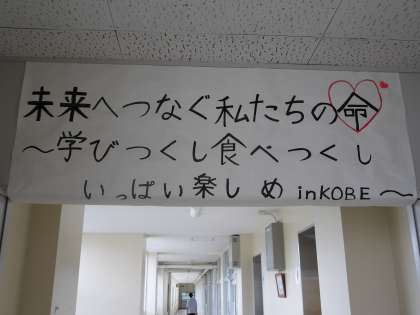 未来へつなぐ私たちの命
～学びつくし食べつくし
いっぱい楽しめ inKOBE～